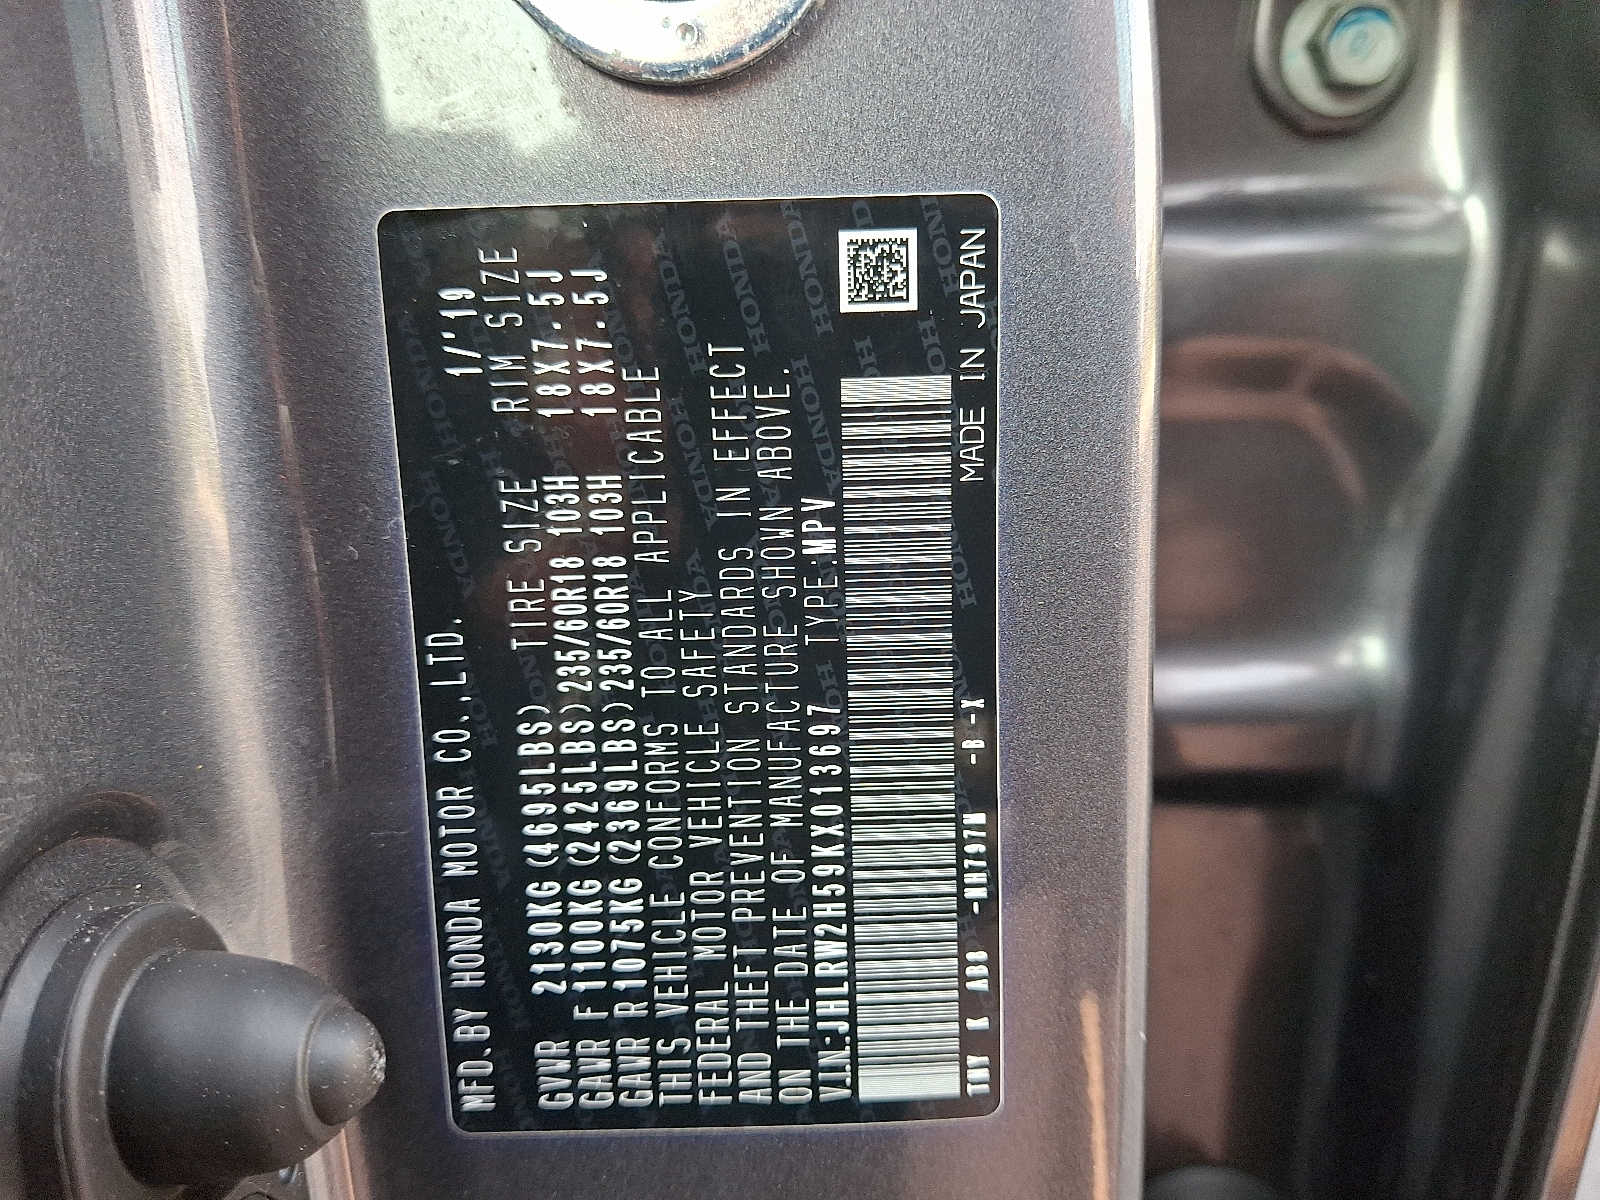 MFD.BY HONDA MOTOR CO.,LTD. 1/'19
TIRE SIZE RIM SIZE
GVWR 2130KG(4695LBS)
GAWR F 1100KG(2425LBS) 235/60R18 103H 18X7.5J
GAWR R 1075KG(2369LBS) 235/60R18 103H 18X7.5J
THIS VEHICLE CONFORMS TO ALL APPLICABLE
FEDERAL MOTOR VEHICLE SAFETY
AND THEFT PREVENTION STANDARDS IN EFFECT
ON THE DATE OF MANUFACTURE SHOWN ABOVE.
VIN:JHLRW2H59KX013697 TYPE:MPV
-NH797M -B-X
MADE IN JAPAN